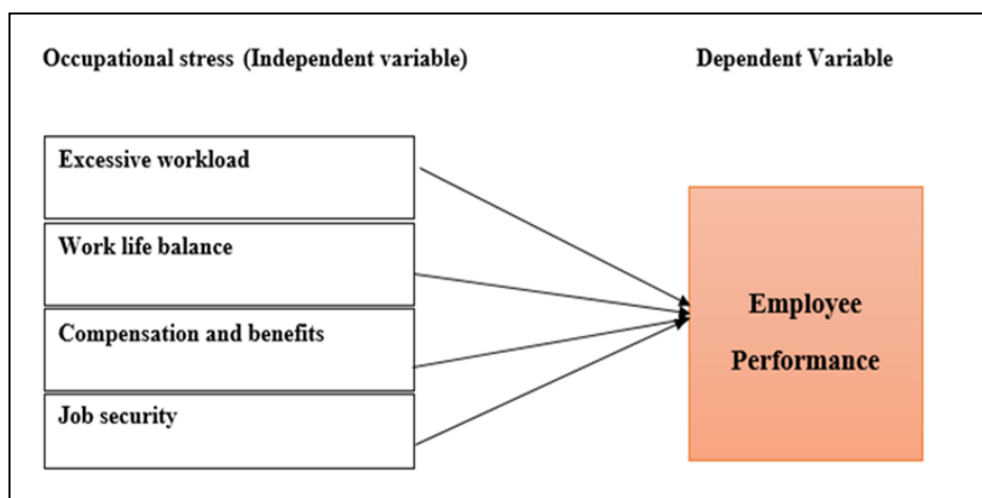 Occupational stress (Independent variable)
Dependent Variable
Excessive workload
Work life balance
Compensation and benefits
Job security
Employee
Performance